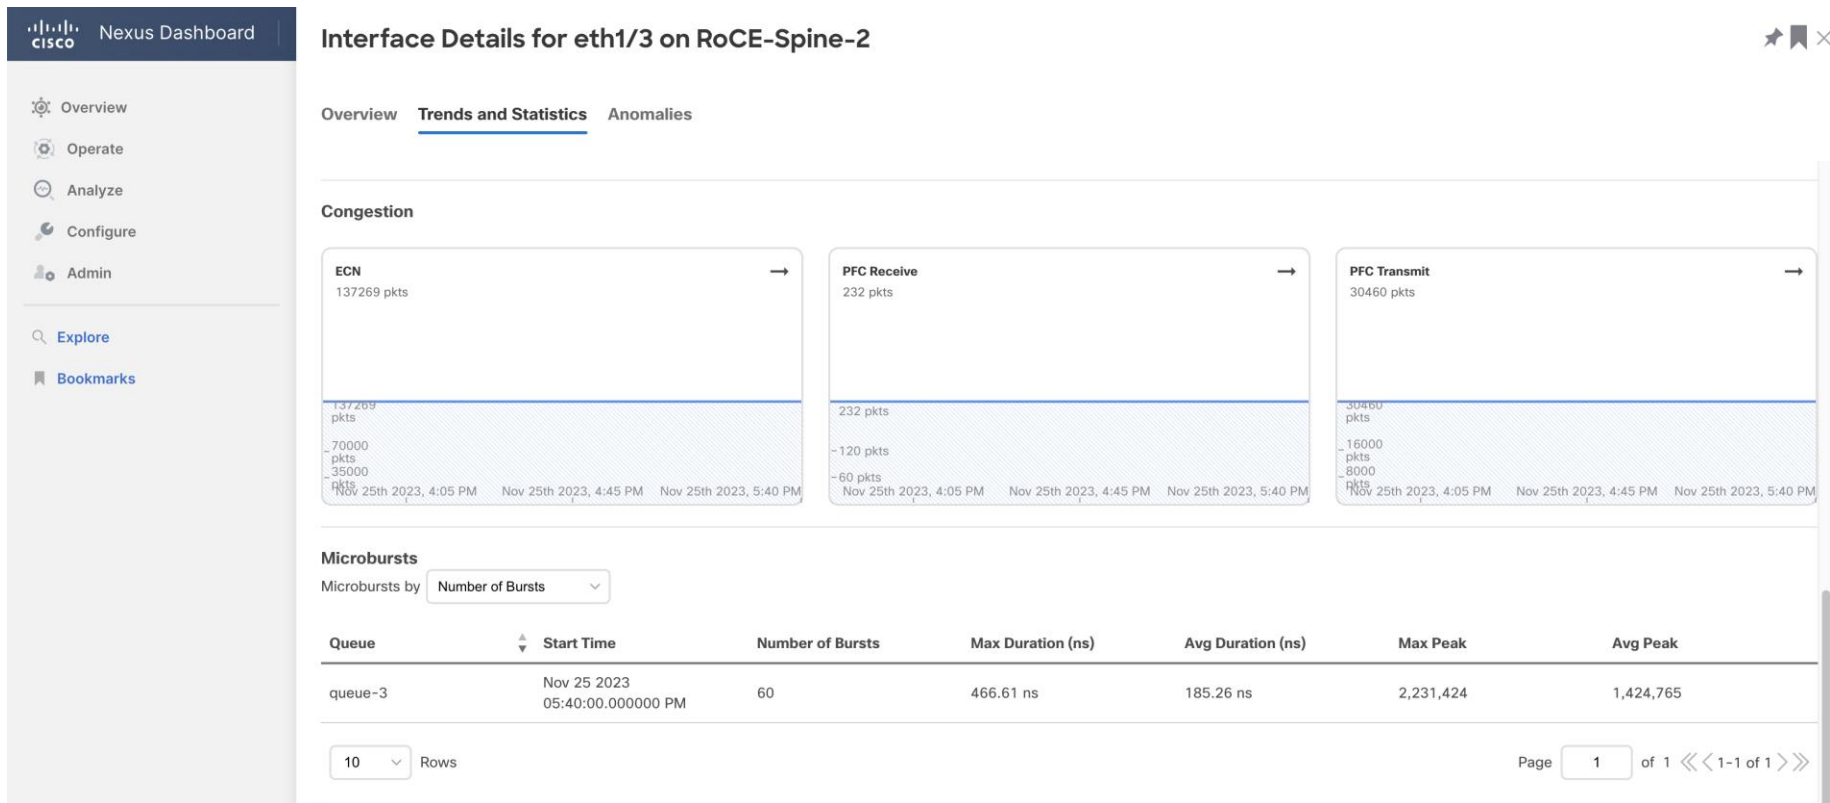 CISCO Nexus Dashboard
Overview
Operate
Analyze
Configure
Admin
Explore
Bookmarks
Interface Details for eth1/3 on RoCE-Spine-2
Overview Trends and Statistics Anomalies
Congestion
ECN
137269 pkts
137269
pkts
70000
pkts
35000
pkts
Nov 25th 2023, 4:05 PM Nov 25th 2023, 4:45 PM Nov 25th 2023, 5:40 PM
PFC Receive
232 pkts
232 pkts
120 pkts
60 pkts
Nov 25th 2023, 4:05 PM Nov 25th 2023, 4:45 PM Nov 25th 2023, 5:40 PM
PFC Transmit
30460 pkts
30460
pkts
16000
pkts
8000
pkts
Nov 25th 2023, 4:05 PM Nov 25th 2023, 4:45 PM Nov 25th 2023, 5:40 PM
Microbursts
Microbursts by Number of Bursts
Queue Start Time Number of Bursts Max Duration (ns) Avg Duration (ns) Max Peak Avg Peak
queue-3 Nov 25 2023 05:40:00.000000 PM 60 466.61 ns 185.26 ns 2,231,424 1,424,765
10 Rows Page 1 of 1 1-1 of 1